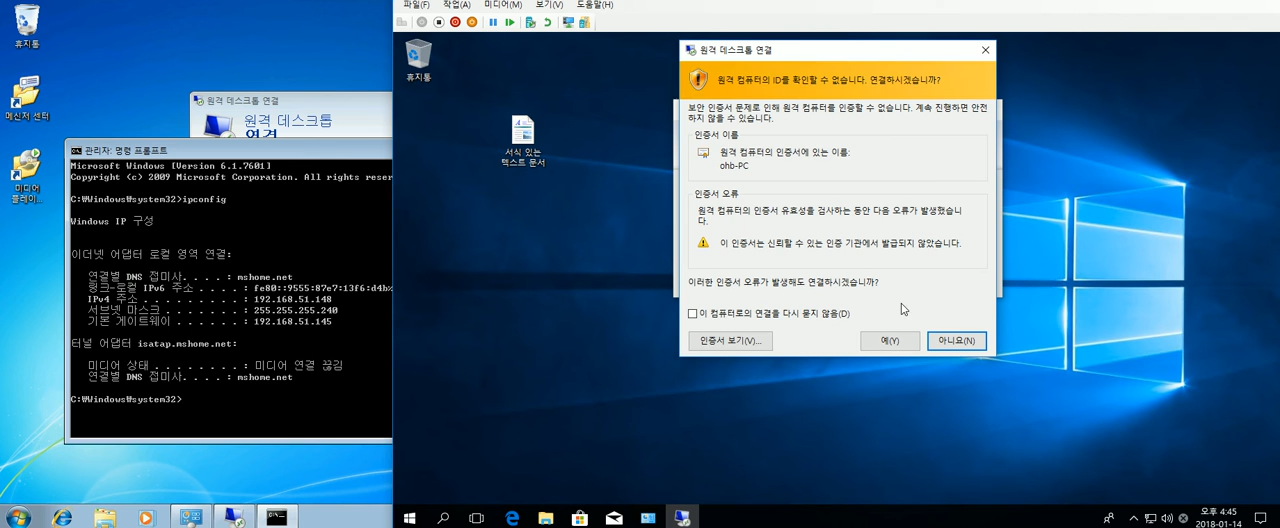 휴지통
메신저 센터
미디어
플레이...
원격 데스크톱 연결
원격 데스크톱
연결
관리자: 명령 프롬프트
Microsoft Windows [Version 6.1.7601]
Copyright (c) 2009 Microsoft Corporation. All rights reser
C:₩Windows₩system32>ipconfig
Windows IP 구성
이더넷 어댑터 로컬 영역 연결:
연결별 DNS 접미사. . . . : mshome.net
링크-로컬 IPv6 주소 . . . . : fe80::9555:87e7:13f6:d4b%
IPv4 주소 . . . . . . . . . : 192.168.51.148
서브넷 마스크 . . . . . . . : 255.255.255.240
기본 게이트웨이 . . . . . . : 192.168.51.145
터널 어댑터 isatap.mshome.net:
미디어 상태 . . . . . . . . : 미디어 연결 끊김
연결별 DNS 접미사. . . . : mshome.net
C:₩Windows₩system32>
파일(F) 작업(A) 미디어(M) 보기(V) 도움말(H)
휴지통
서식 있는
텍스트 문서
원격 데스크톱 연결
원격 컴퓨터의 ID를 확인할 수 없습니다. 연결하시겠습니까?
보안 인증서 문제로 인해 원격 컴퓨터를 인증할 수 없습니다. 계속 진행하면 안전
하지 않을 수 있습니다.
인증서 이름
원격 컴퓨터의 인증서에 있는 이름:
ohb-PC
인증서 오류
원격 컴퓨터의 인증서 유효성을 검사하는 동안 다음 오류가 발생했습니
다.
이 인증서는 신뢰할 수 있는 인증 기관에서 발급되지 않았습니다.
이러한 인증서 오류가 발생해도 연결하시겠습니까?
이 컴퓨터로의 연결을 다시 묻지 않음(D)
인증서 보기(V)... 예(Y) 아니요(N)
오후 4:45
2018-01-14